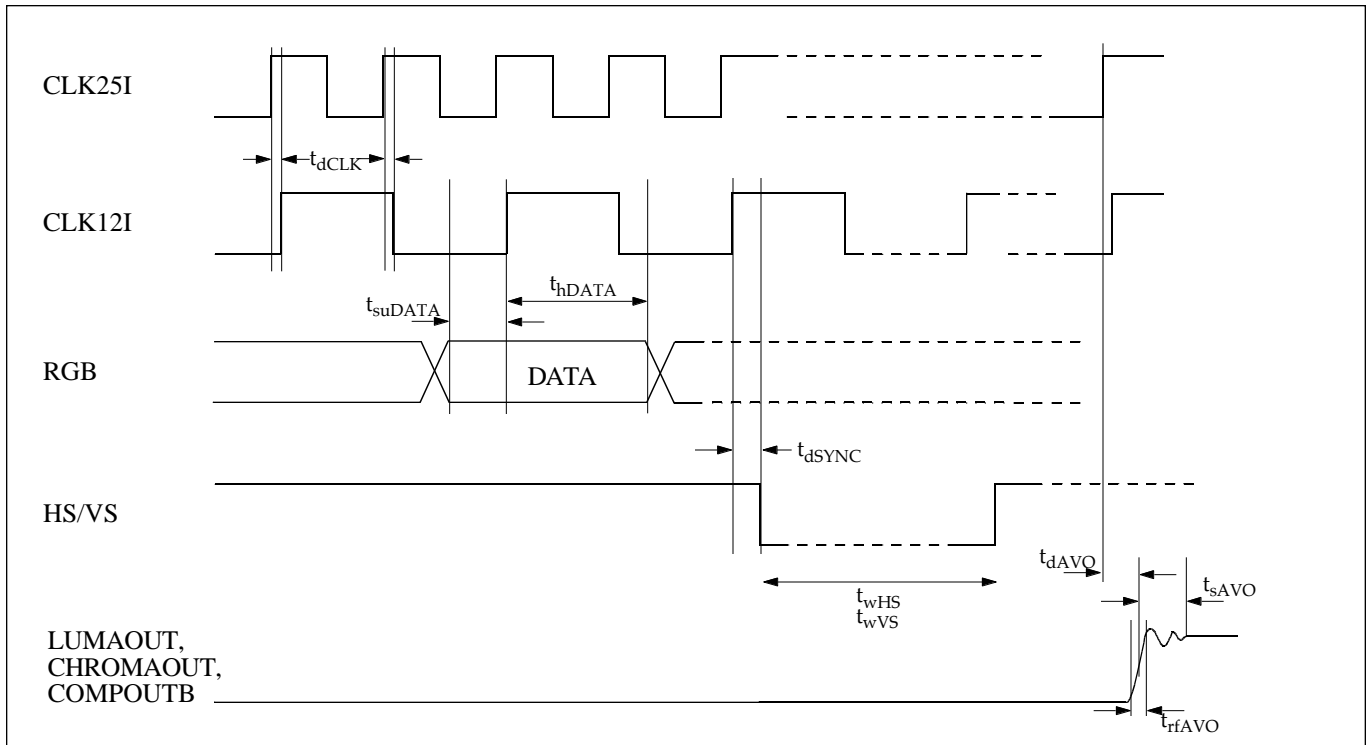 CLK25I
tdCLK
CLK12I
thDATA
tsuDATA
RGB
DATA
tdSYNC
HS/VS
tdAVO
tsAVO
twHS
twVS
LUMAOUT,
CHROMAOUT,
COMPOUTB
trfAVO